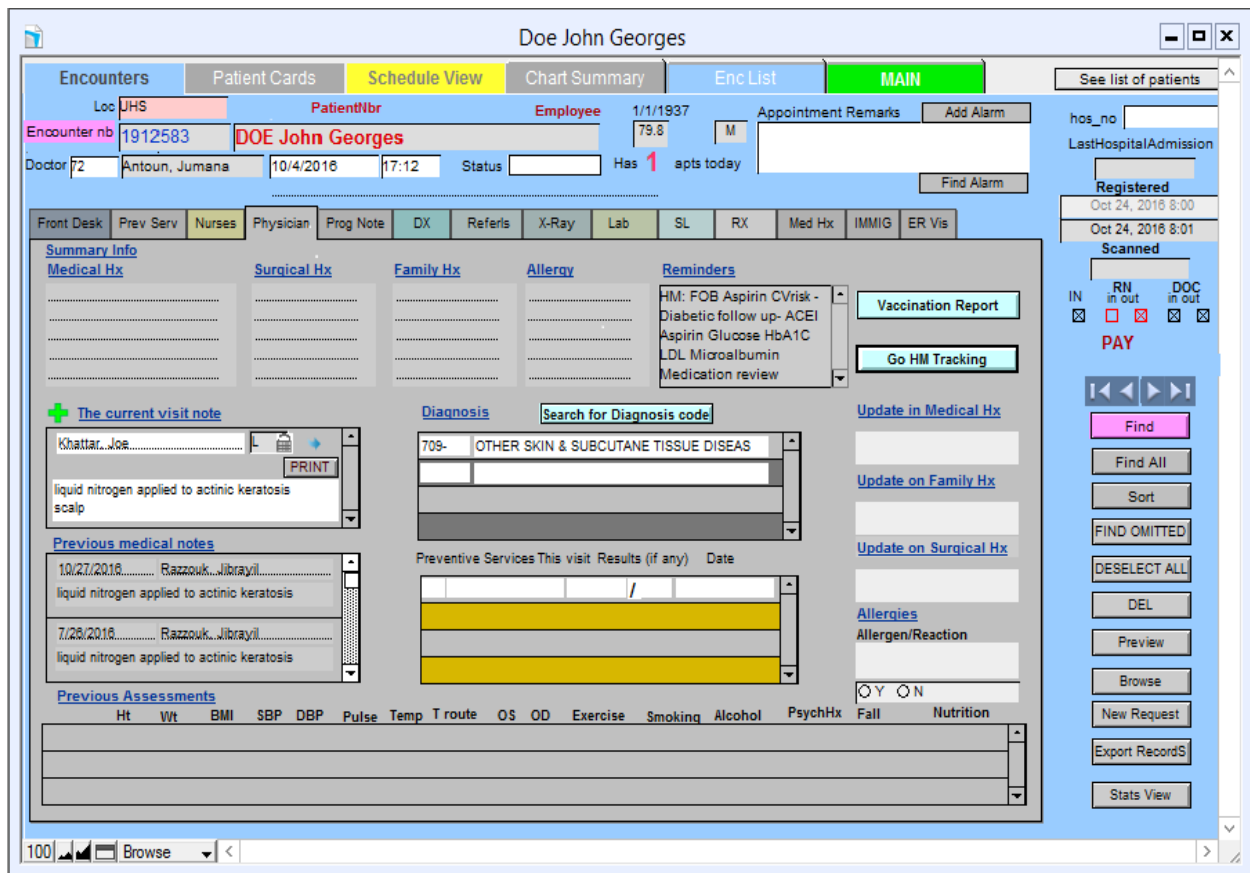 Doe John Georges
Encounters Patient Cards Schedule View Chart Summary Enc List MAIN See list of patients
Loc UHS PatientNbr Employee 1/1/1937 Appointment Remarks Add Alarm hos_no
Encounter nb 1912583 DOE John Georges 79.8 M LastHospitalAdmission
Doctor 72 Antoun, Jumana 10/4/2016 17:12 Status Has 1 apts today Find Alarm
Registered
Oct 24, 2016 8:00
Oct 24, 2016 8:01
Scanned
IN RN in out DOC in out
PAY
Front Desk Prev Serv Nurses Physician Prog Note DX Referls X-Ray Lab SL RX Med Hx IMMIG ER Vis
Summary Info
Medical Hx Surgical Hx Family Hx Allergy Reminders
HM: FOB Aspirin CVrisk -
Diabetic follow up- ACEI
Aspirin Glucose HbA1C
LDL Microalbumin
Medication review
Vaccination Report
Go HM Tracking
The current visit note Diagnosis Search for Diagnosis code Update in Medical Hx
Khattar, Joe L
PRINT
liquid nitrogen applied to actinic keratosis
scalp
709- OTHER SKIN & SUBCUTANE TISSUE DISEAS
Update on Family Hx
Previous medical notes
10/27/2016 Razzouk, Jibrayil
liquid nitrogen applied to actinic keratosis
7/26/2016 Razzouk, Jibrayil
liquid nitrogen applied to actinic keratosis
Preventive Services This visit Results (if any) Date
/
Update on Surgical Hx
Allergies
Allergen/Reaction
Y N
Previous Assessments
Ht Wt BMI SBP DBP Pulse Temp T route OS OD Exercise Smoking Alcohol PsychHx Fall Nutrition
Find
Find All
Sort
FIND OMITTED
DESELECT ALL
DEL
Preview
Browse
New Request
Export RecordS
Stats View
100 Browse